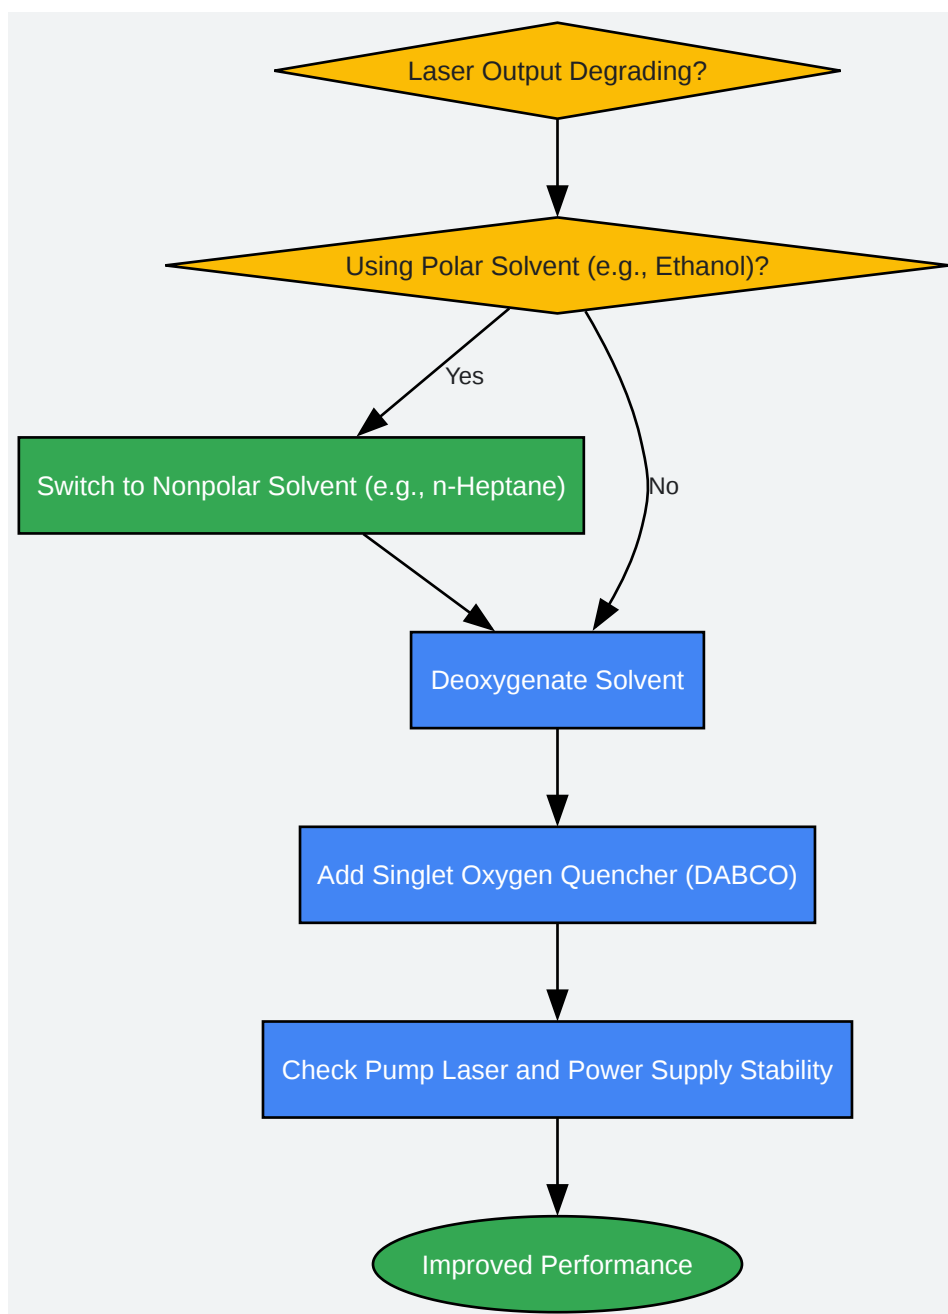 Laser Output Degrading?
Using Polar Solvent (e.g., Ethanol)?
Yes
Switch to Nonpolar Solvent (e.g., n-Heptane)
No
Deoxygenate Solvent
Add Singlet Oxygen Quencher (DABCO)
Check Pump Laser and Power Supply Stability
Improved Performance